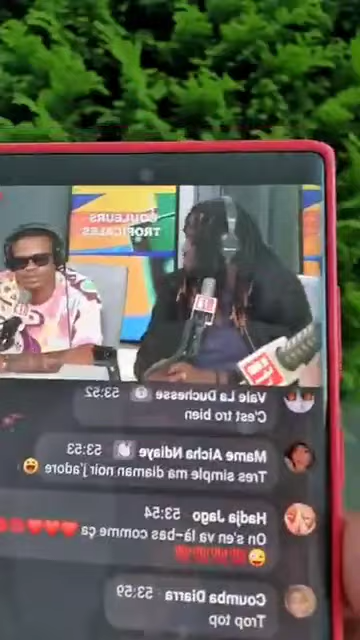 COULEURS
TROPICALES
Vale La Duchesse 53:52
C'est tro bien
Mame Aicha Ndiaye 53:53
Tres simple ma diaman noir j'adore
Hadja Jago 53:54
On s'en va là-bas comme ça
Coumba Diarra 53:59
Trop top